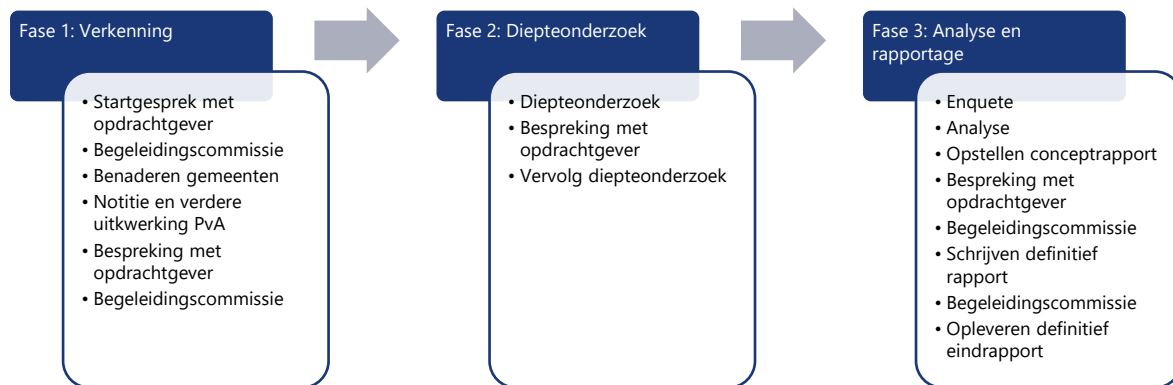 Fase 1: Verkenning
• Startgesprek met
opdrachtgever
• Begeleidingscommissie
• Benaderen gemeenten
• Notitie en verdere
uitwerking PvA
• Bespreking met
opdrachtgever
• Begeleidingscommissie
Fase 2: Diepteonderzoek
• Diepteonderzoek
• Bespreking met
opdrachtgever
• Vervolg diepteonderzoek
Fase 3: Analyse en
rapportage
• Enquete
• Analyse
• Opstellen conceptrapport
• Bespreking met
opdrachtgever
• Begeleidingscommissie
• Schrijven definitief
rapport
• Begeleidingscommissie
• Opleveren definitief
eindrapport